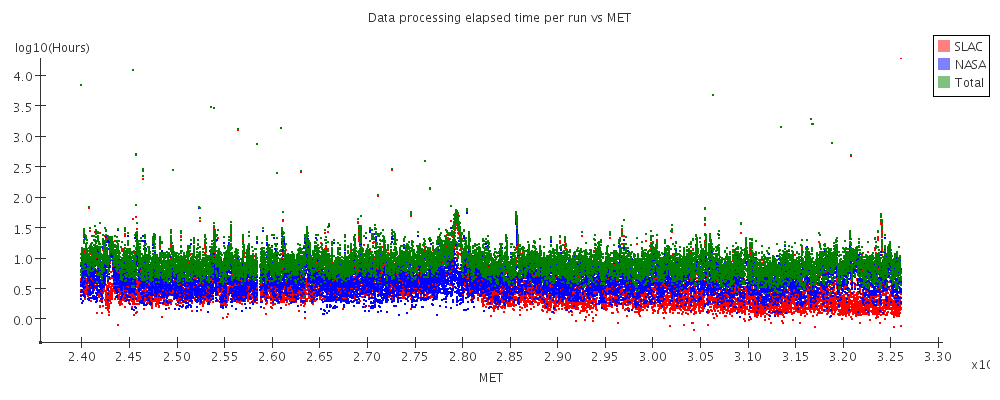 Data processing elapsed time per run vs MET
log10(Hours)
SLAC
NASA
Total
4.0
3.5
3.0
2.5
2.0
1.5
1.0
0.5
0.0
2.40 2.45 2.50 2.55 2.60 2.65 2.70 2.75 2.80 2.85 2.90 2.95 3.00 3.05 3.10 3.15 3.20 3.25 3.30
x10
MET